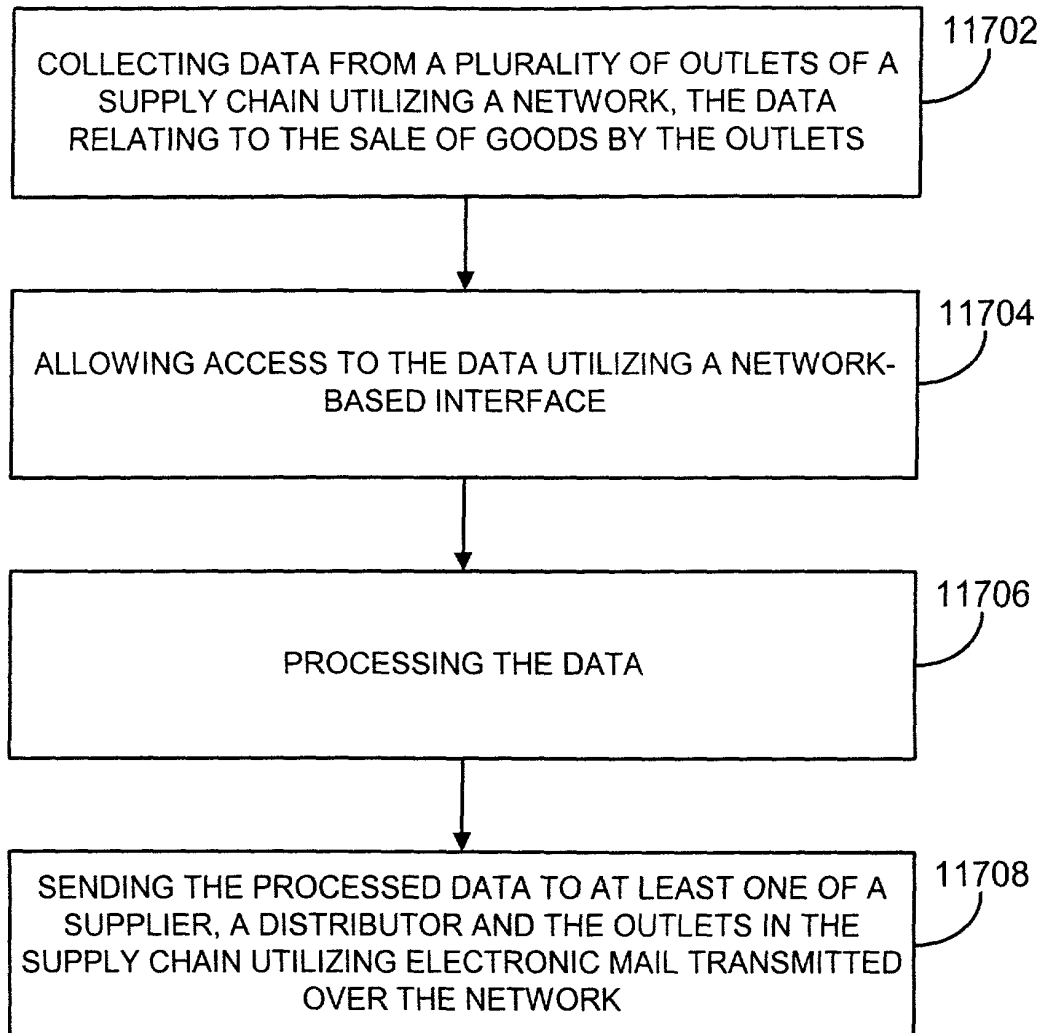 11702
COLLECTING DATA FROM A PLURALITY OF OUTLETS OF A
SUPPLY CHAIN UTILIZING A NETWORK, THE DATA
RELATING TO THE SALE OF GOODS BY THE OUTLETS
11704
ALLOWING ACCESS TO THE DATA UTILIZING A NETWORK-
BASED INTERFACE
11706
PROCESSING THE DATA
11708
SENDING THE PROCESSED DATA TO AT LEAST ONE OF A
SUPPLIER, A DISTRIBUTOR AND THE OUTLETS IN THE
SUPPLY CHAIN UTILIZING ELECTRONIC MAIL TRANSMITTED
OVER THE NETWORK